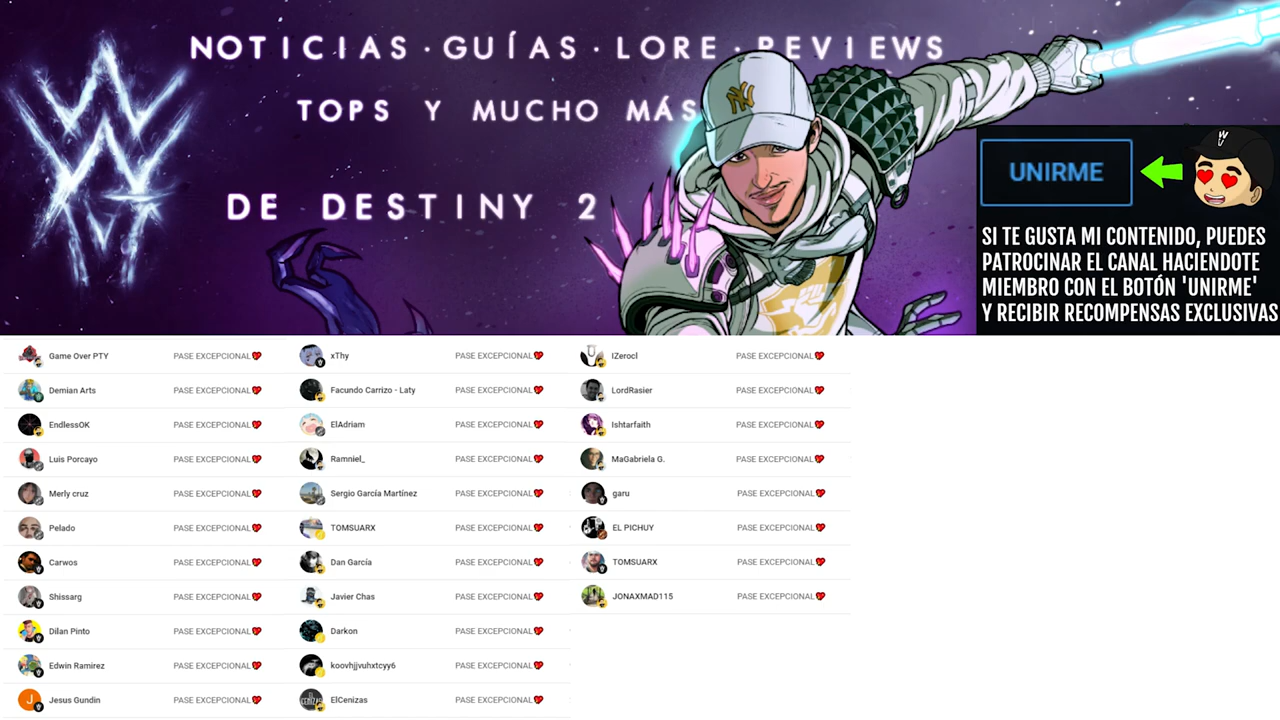 NOTICIAS · GUÍAS · LORE · REVIEWS
TOPS Y MUCHO MÁS
DE DESTINY 2
UNIRME
SI TE GUSTA MI CONTENIDO, PUEDES
PATROCINAR EL CANAL HACIENDOTE
MIEMBRO CON EL BOTÓN 'UNIRME'
Y RECIBIR RECOMPENSAS EXCLUSIVAS
Game Over PTY PASE EXCEPCIONAL
Demian Arts PASE EXCEPCIONAL
EndlessOK PASE EXCEPCIONAL
Luis Porcayo PASE EXCEPCIONAL
Merly cruz PASE EXCEPCIONAL
Pelado PASE EXCEPCIONAL
Carwos PASE EXCEPCIONAL
Shissarg PASE EXCEPCIONAL
Dilan Pinto PASE EXCEPCIONAL
Edwin Ramirez PASE EXCEPCIONAL
J Jesus Gundin PASE EXCEPCIONAL
xThy PASE EXCEPCIONAL
Facundo Carrizo - Laty PASE EXCEPCIONAL
ElAdriam PASE EXCEPCIONAL
Ramniel_ PASE EXCEPCIONAL
Sergio García Martínez PASE EXCEPCIONAL
TOMSUARX PASE EXCEPCIONAL
Dan García PASE EXCEPCIONAL
Javier Chas PASE EXCEPCIONAL
Darkon PASE EXCEPCIONAL
koovhjjvuhxtcyy6 PASE EXCEPCIONAL
ElCenizas PASE EXCEPCIONAL
IZerocl PASE EXCEPCIONAL
LordRasier PASE EXCEPCIONAL
Ishtarfaith PASE EXCEPCIONAL
MaGabriela G. PASE EXCEPCIONAL
garu PASE EXCEPCIONAL
EL PICHUY PASE EXCEPCIONAL
TOMSUARX PASE EXCEPCIONAL
JONAXMAD115 PASE EXCEPCIONAL